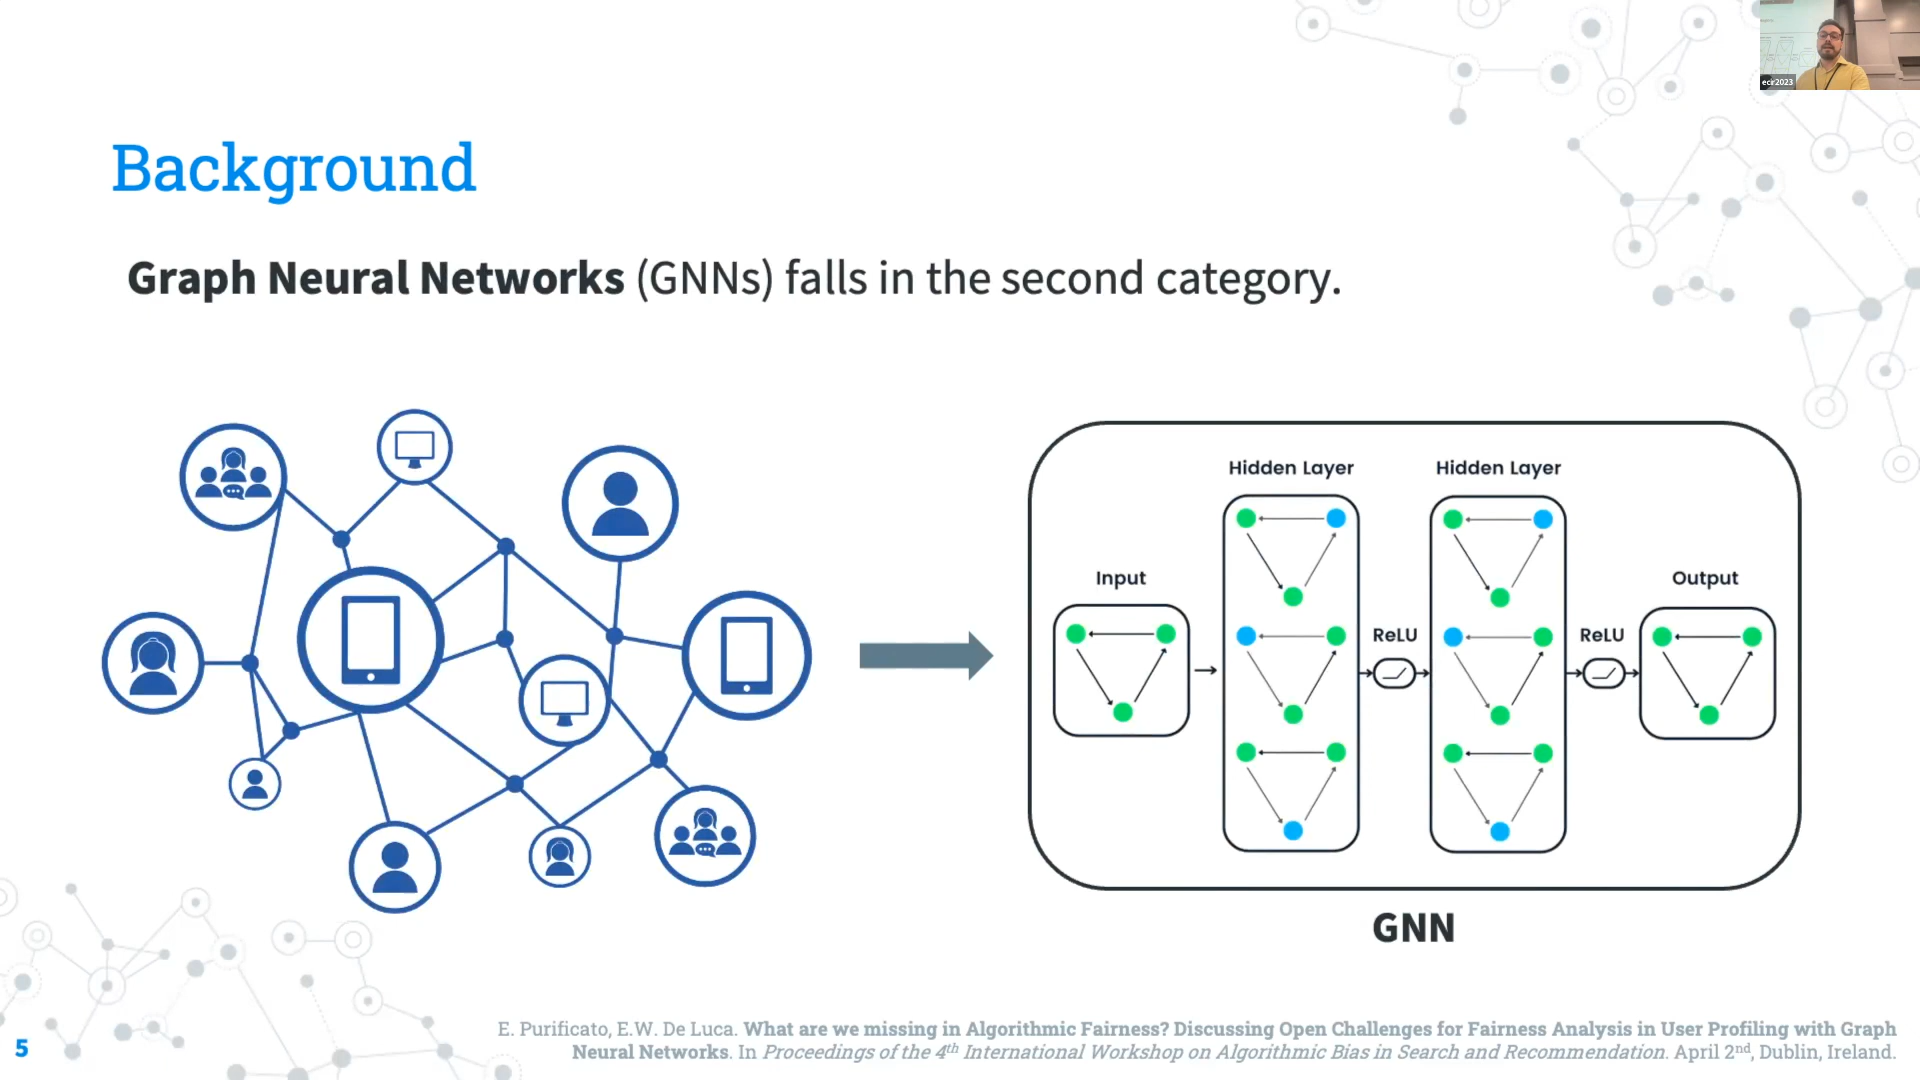 ecir2023
Background
Graph Neural Networks (GNNs) falls in the second category.
Hidden Layer
Hidden Layer
Input
ReLU
ReLU
Output
GNN
E. Purificato, E.W. De Luca. What are we missing in Algorithmic Fairness? Discussing Open Challenges for Fairness Analysis in User Profiling with Graph
Neural Networks. In Proceedings of the 4th International Workshop on Algorithmic Bias in Search and Recommendation. April 2nd, Dublin, Ireland.
5